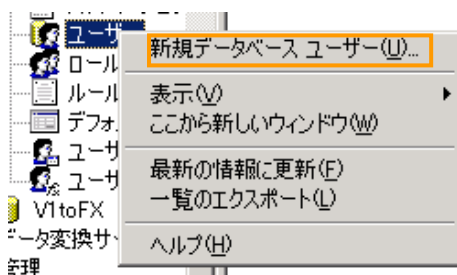 ユーザ
ロール
ルール
デフォ
ユーザ
ユーザ
V1toFX
データ変換サ
管理
新規データベース ユーザー(U)...
表示(V)
ここから新しいウィンドウ(W)
最新の情報に更新(F)
一覧のエクスポート(L)
ヘルプ(H)